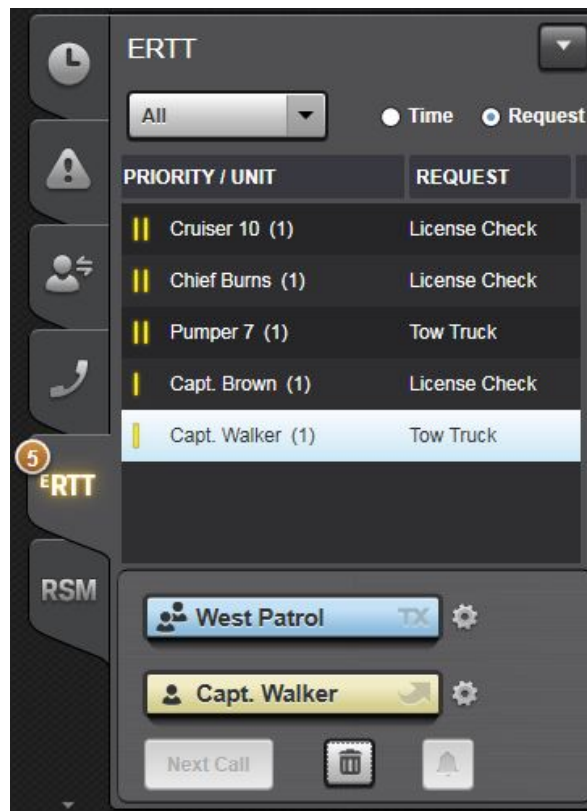 ERTT
All
Time
Request
PRIORITY / UNIT REQUEST
Cruiser 10 (1) License Check
Chief Burns (1) License Check
Pumper 7 (1) Tow Truck
Capt. Brown (1) License Check
Capt. Walker (1) Tow Truck
5
ERTT
RSM
West Patrol TX
Capt. Walker
Next Call